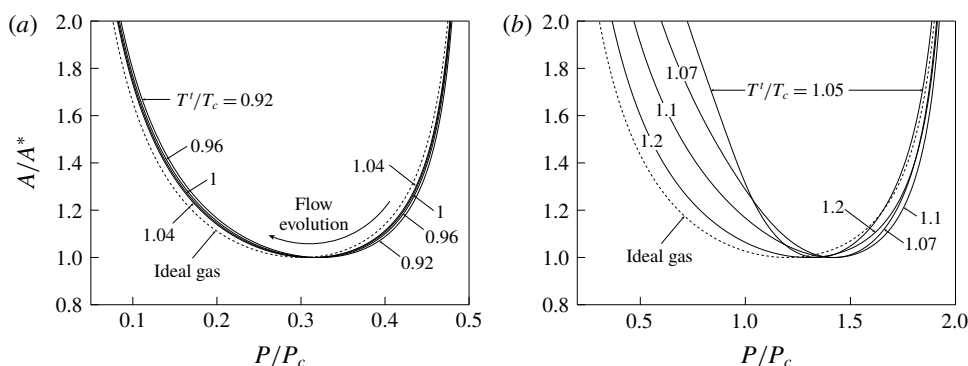 (a)
2.0
1.8
1.6
1.4
1.2
1.0
0.8
A/A*
T^t/T_c = 0.92
0.96
1
1.04
Ideal gas
Flow
evolution
1.04
1
0.96
0.92
0.1 0.2 0.3 0.4 0.5
P/P_c
(b)
2.0
1.8
1.6
1.4
1.2
1.0
0.8
1.07
T^t/T_c = 1.05
1.1
1.2
Ideal gas
1.2
1.1
1.07
0.5 1.0 1.5 2.0
P/P_c